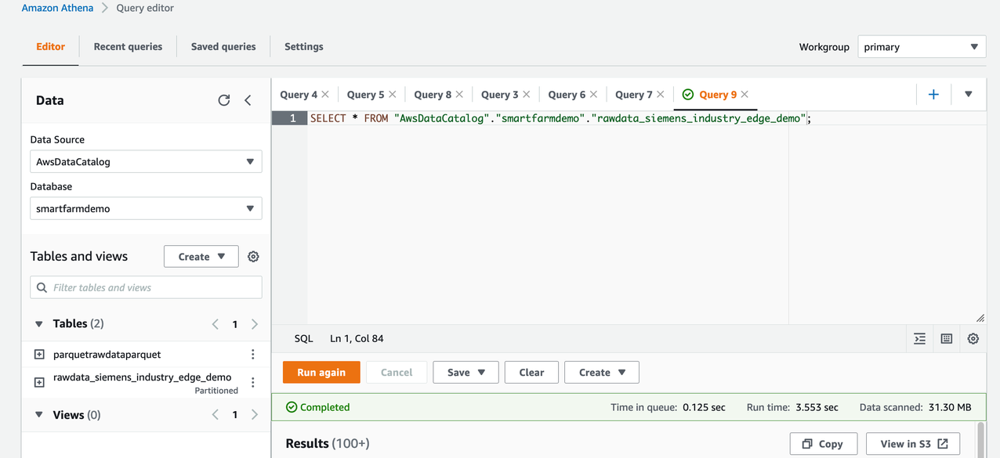 Amazon Athena > Query editor
Editor Recent queries Saved queries Settings
Workgroup primary
Data
Data Source
AwsDataCatalog
Database
smartfarmdemo
Tables and views Create
Filter tables and views
Tables (2) < 1 >
parquetrawdataparquet
rawdata_siemens_industry_edge_demo
Partitioned
Views (0) < 1 >
Query 4 Query 5 Query 8 Query 3 Query 6 Query 7 Query 9
1 SELECT * FROM "AwsDataCatalog"."smartfarmdemo"."rawdata_siemens_industry_edge_demo";
SQL Ln 1, Col 84
Run again Cancel Save Clear Create
Completed Time in queue: 0.125 sec Run time: 3.553 sec Data scanned: 31.30 MB
Results (100+) Copy View in S3